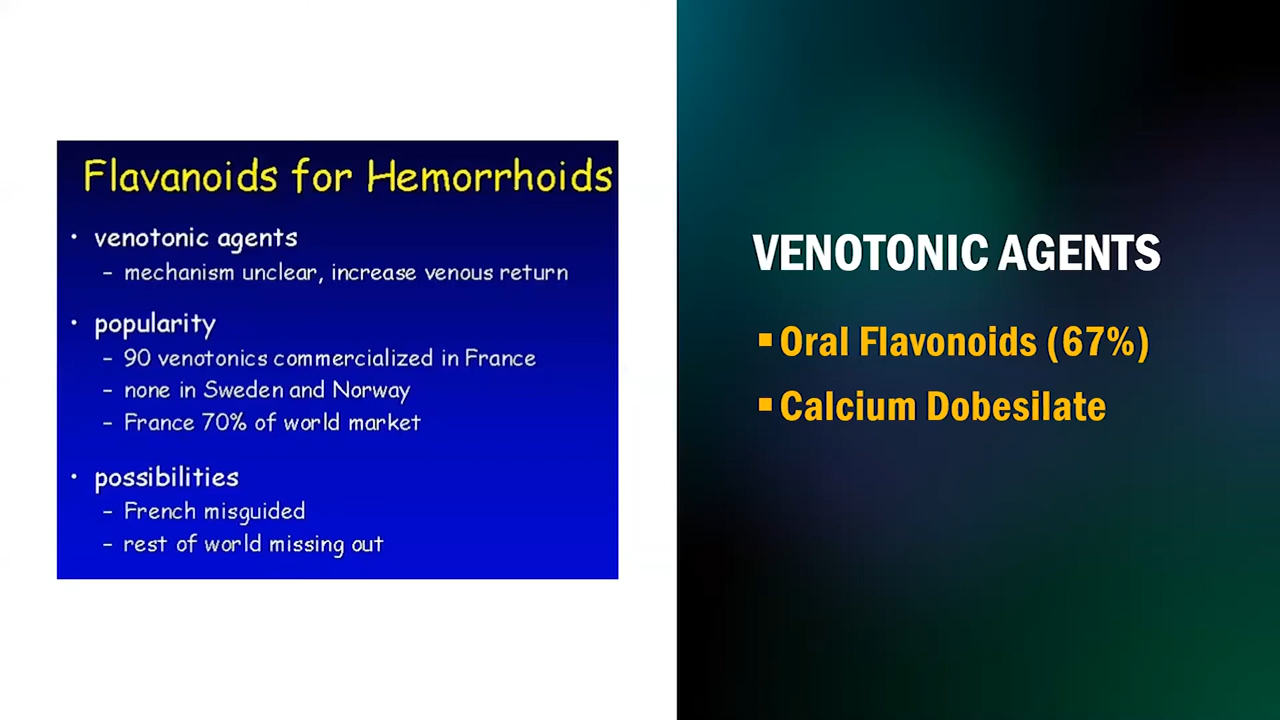 Flavanoids for Hemorrhoids
• venotonic agents
– mechanism unclear, increase venous return
• popularity
– 90 venotonics commercialized in France
– none in Sweden and Norway
– France 70% of world market
• possibilities
– French misguided
– rest of world missing out
VENOTONIC AGENTS
▪ Oral Flavonoids (67%)
▪ Calcium Dobesilate